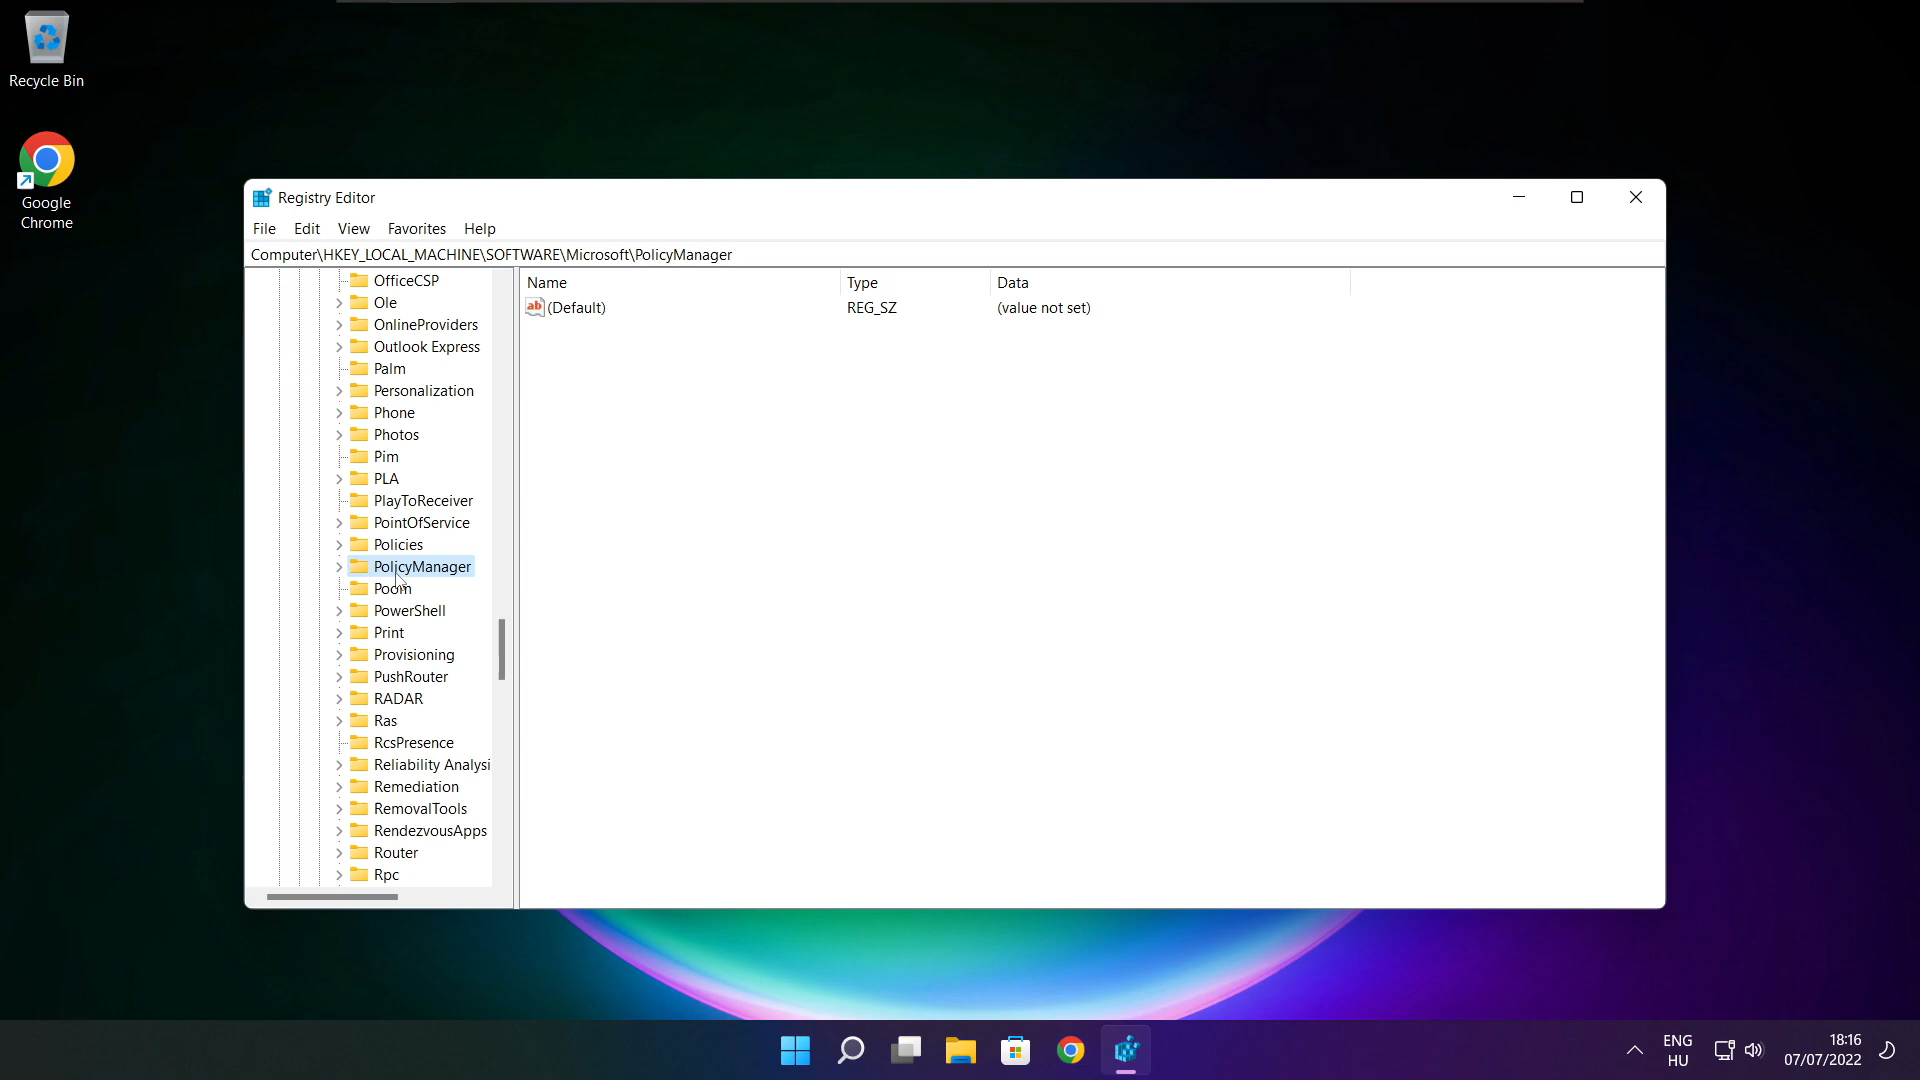 Recycle Bin
Google
Chrome
Registry Editor
File Edit View Favorites Help
Computer\HKEY_LOCAL_MACHINE\SOFTWARE\Microsoft\PolicyManager
OfficeCSP
Ole
OnlineProviders
Outlook Express
Palm
Personalization
Phone
Photos
Pim
PLA
PlayToReceiver
PointOfService
Policies
PolicyManager
Poom
PowerShell
Print
Provisioning
PushRouter
RADAR
Ras
RcsPresence
Reliability Analysi
Remediation
RemovalTools
RendezvousApps
Router
Rpc
Name Type Data
ab (Default) REG_SZ (value not set)
ENG
HU
18:16
07/07/2022